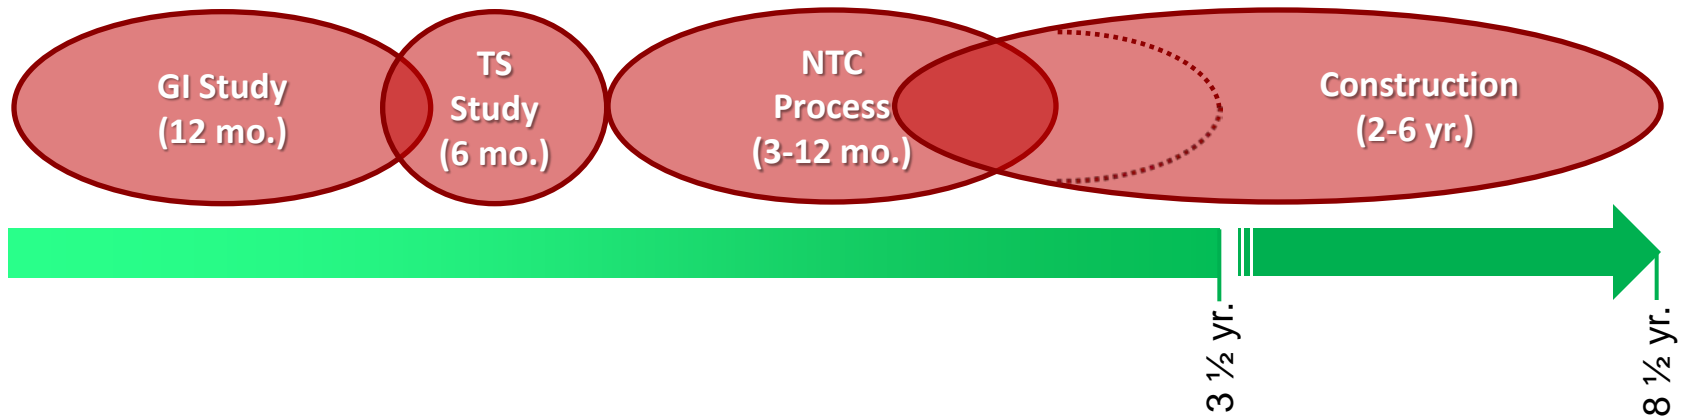 GI Study
(12 mo.)
TS
Study
(6 mo.)
NTC
Process
(3-12 mo.)
Construction
(2-6 yr.)
3 ½ yr.
8 ½ yr.